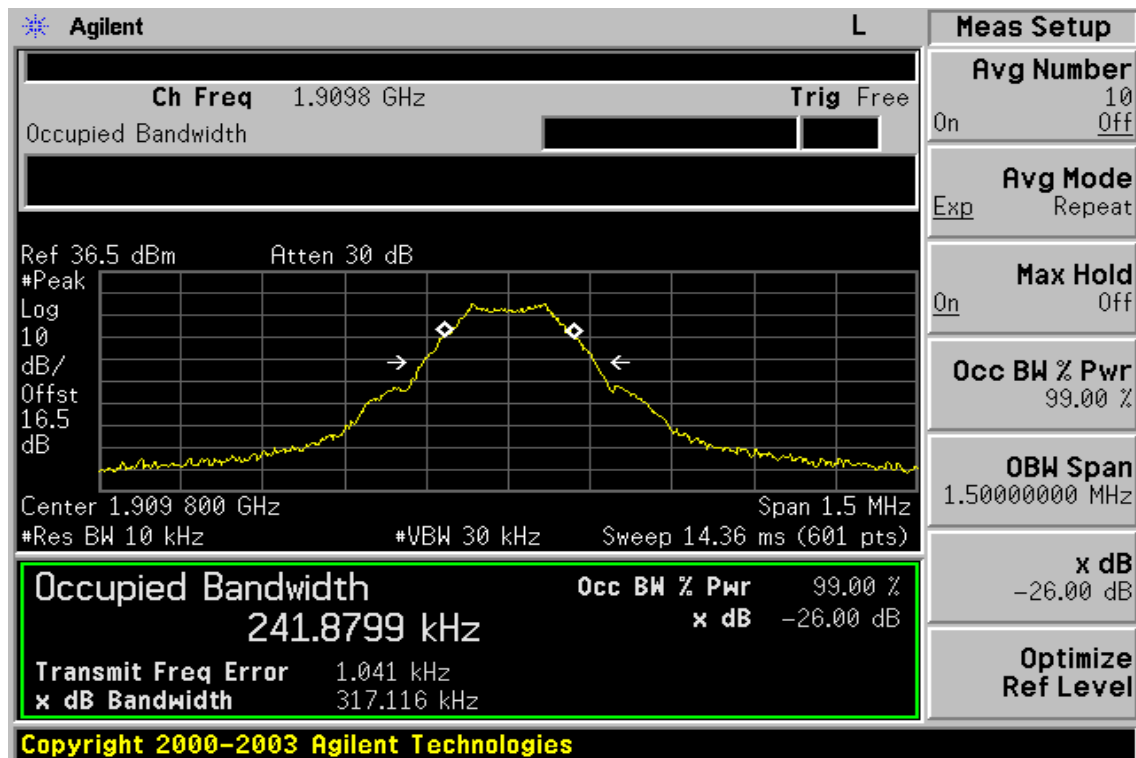 Agilent L
Ch Freq 1.9098 GHz Trig Free
Occupied Bandwidth
Ref 36.5 dBm Atten 30 dB
#Peak
Log
10
dB/
Offst
16.5
dB
Center 1.909 800 GHz Span 1.5 MHz
#Res BW 10 kHz #VBW 30 kHz Sweep 14.36 ms (601 pts)
Occupied Bandwidth Occ BW % Pwr 99.00 %
241.8799 kHz x dB -26.00 dB
Transmit Freq Error 1.041 kHz
x dB Bandwidth 317.116 kHz
Copyright 2000-2003 Agilent Technologies
Meas Setup
Avg Number
10
On Off
Avg Mode
Exp Repeat
Max Hold
On Off
Occ BW % Pwr
99.00 %
OBW Span
1.50000000 MHz
x dB
-26.00 dB
Optimize
Ref Level